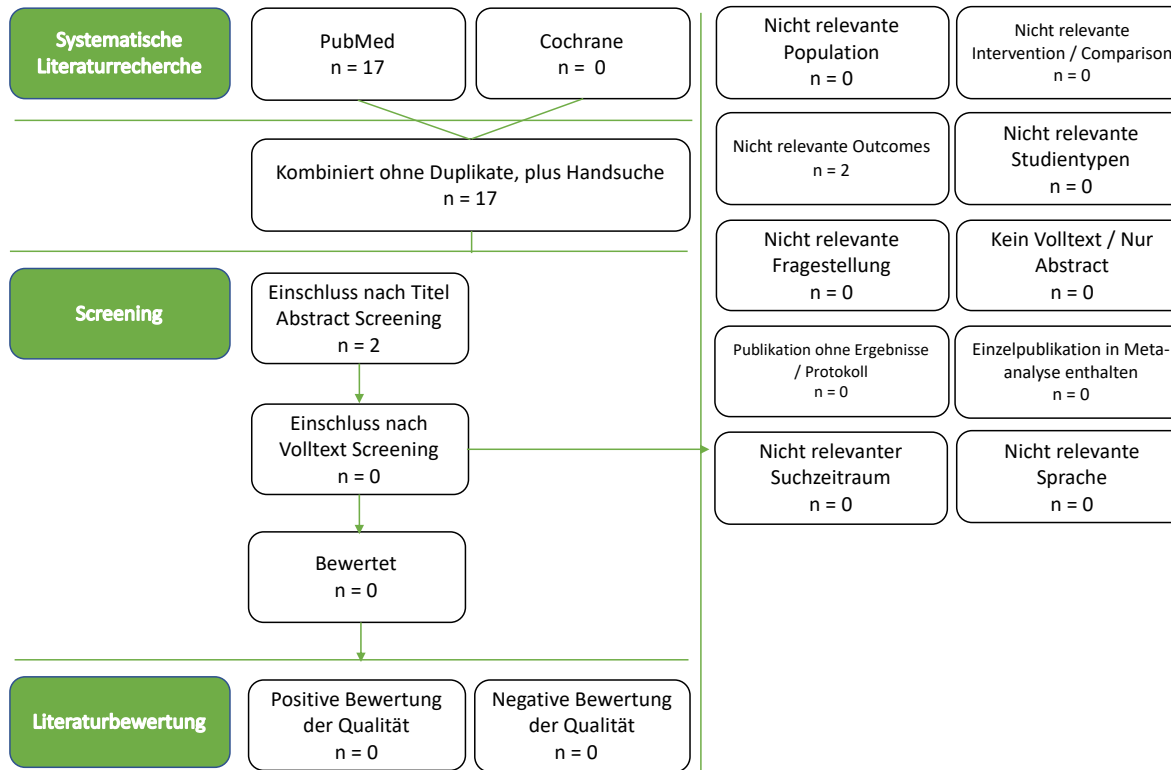 Systematische
Literaturrecherche
PubMed
n = 17
Cochrane
n = 0
Kombiniert ohne Duplikate, plus Handsuche
n = 17
Screening
Einschluss nach Titel
Abstract Screening
n = 2
Einschluss nach
Volltext Screening
n = 0
Bewertet
n = 0
Literaturbewertung
Positive Bewertung
der Qualität
n = 0
Negative Bewertung
der Qualität
n = 0
Nicht relevante
Population
n = 0
Nicht relevante
Intervention / Comparison
n = 0
Nicht relevante Outcomes
n = 2
Nicht relevante
Studientypen
n = 0
Nicht relevante
Fragestellung
n = 0
Kein Volltext / Nur
Abstract
n = 0
Publikation ohne Ergebnisse
/ Protokoll
n = 0
Einzelpublikation in Meta-
analyse enthalten
n = 0
Nicht relevanter
Suchzeitraum
n = 0
Nicht relevante
Sprache
n = 0